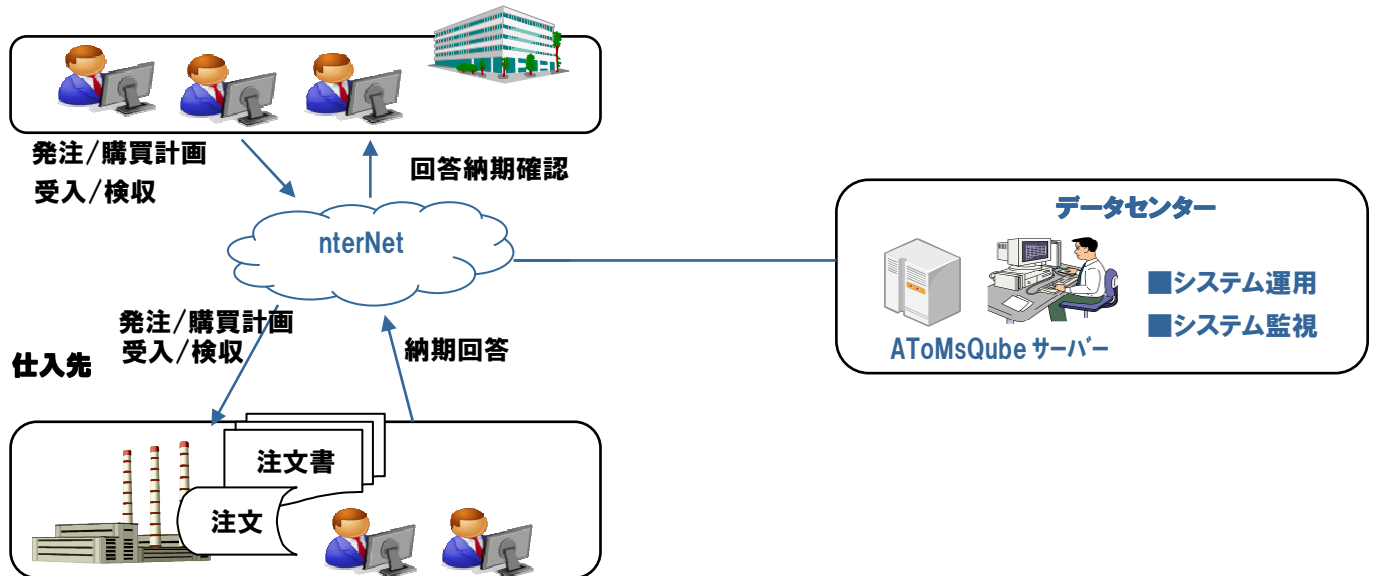 発注/購買計画
受入/検収
回答納期確認
nterNet
データセンター
■システム運用
■システム監視
AToMsQube サーバー
発注/購買計画
受入/検収
納期回答
仕入先
注文書
注文